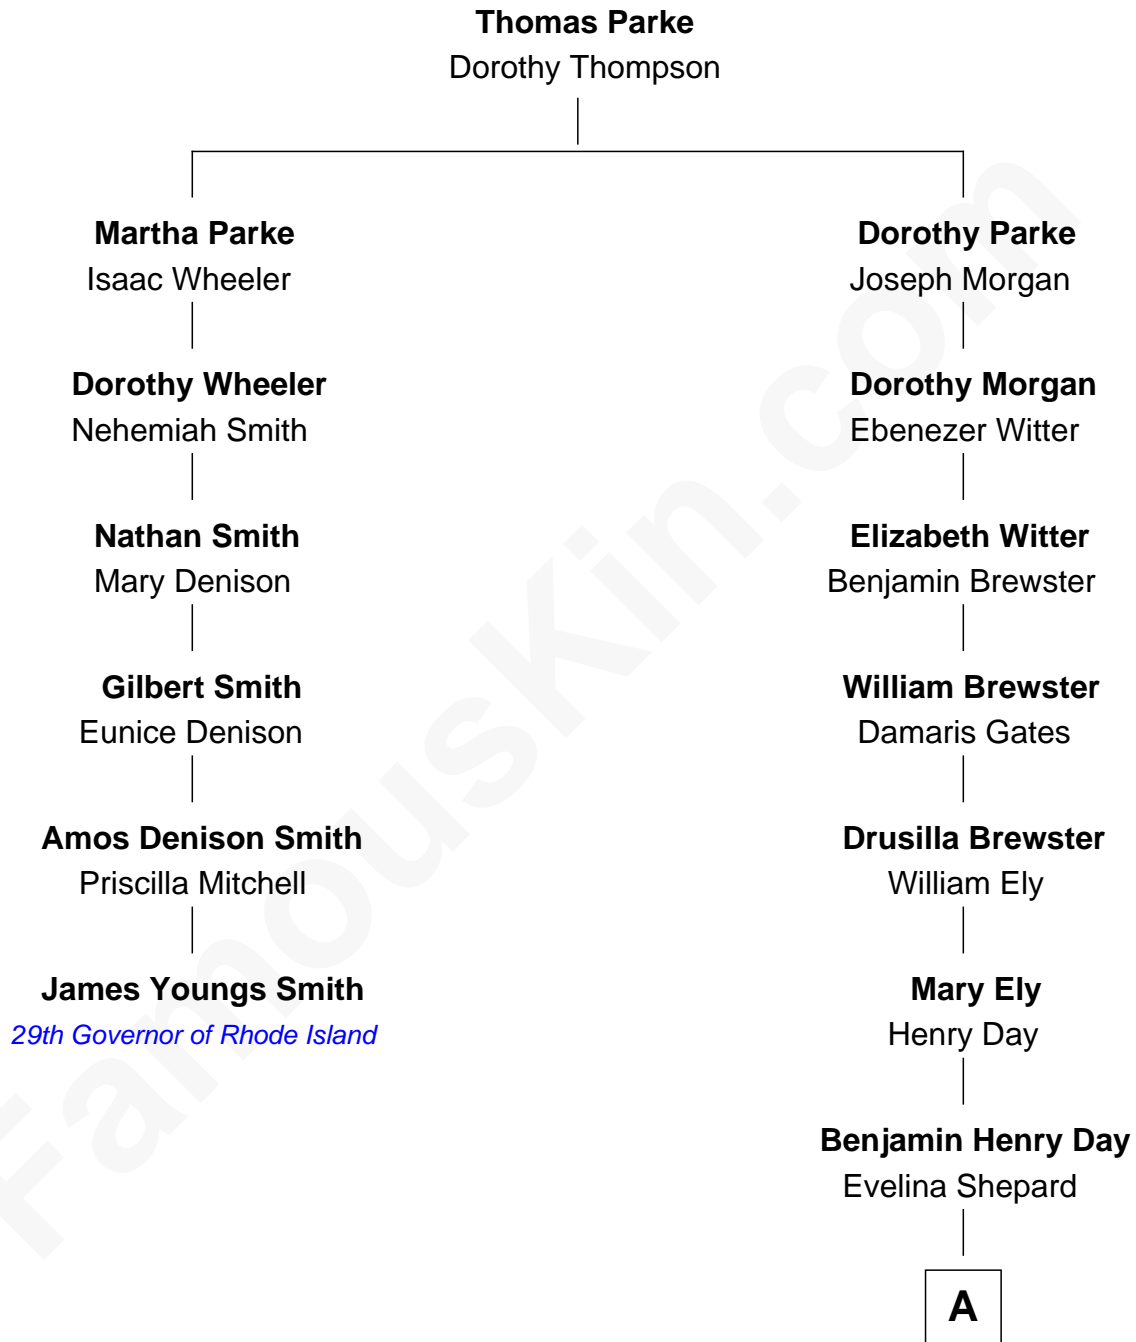 Thomas Parke
Dorothy Thompson
Martha Parke
Isaac Wheeler
Dorothy Wheeler
Nehemiah Smith
Nathan Smith
Mary Denison
Gilbert Smith
Eunice Denison
Amos Denison Smith
Priscilla Mitchell
James Youngs Smith
29th Governor of Rhode Island
Dorothy Parke
Joseph Morgan
Dorothy Morgan
Ebenezer Witter
Elizabeth Witter
Benjamin Brewster
William Brewster
Damaris Gates
Drusilla Brewster
William Ely
Mary Ely
Henry Day
Benjamin Henry Day
Evelina Shepard
A
FamousKin.com